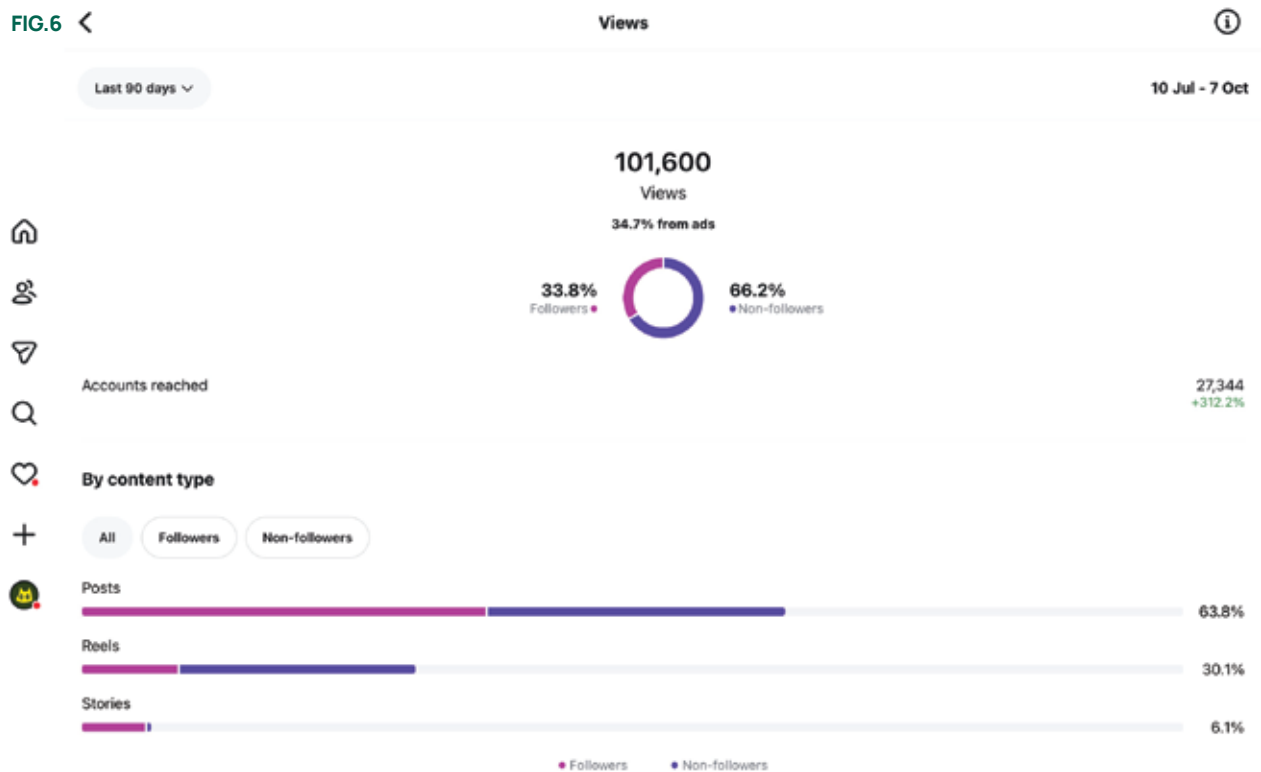 FIG.6
Views
Last 90 days
10 Jul - 7 Oct
101,600
Views
34.7% from ads
33.8%
Followers
66.2%
Non-followers
Accounts reached
27,344
+312.2%
By content type
All
Followers
Non-followers
Posts
63.8%
Reels
30.1%
Stories
6.1%
Followers
Non-followers